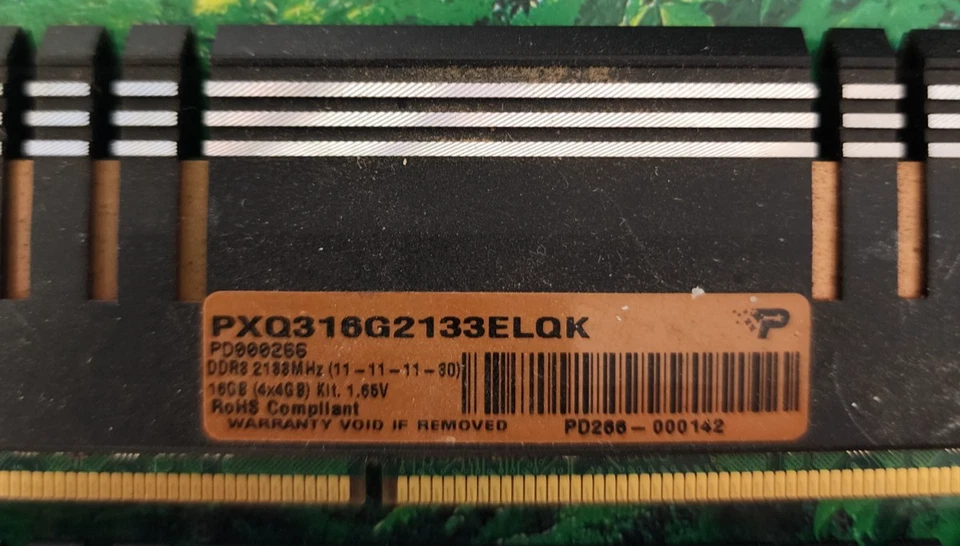 PXQ316G2133ELQK
PD000266
DDR3 2133MHz (11-11-11-30)
16GB (4x4GB) Kit. 1.65V
RoHS Compliant
WARRANTY VOID IF REMOVED
PD266-000142